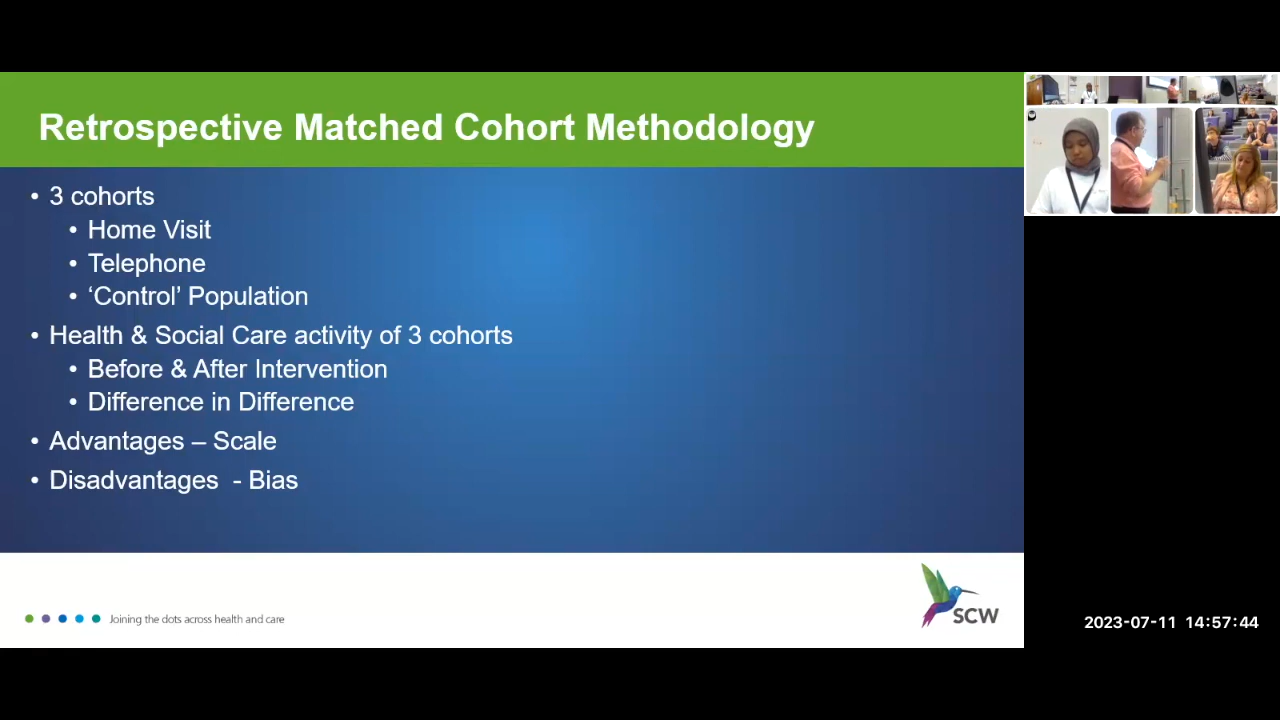 Retrospective Matched Cohort Methodology
• 3 cohorts
• Home Visit
• Telephone
• ‘Control’ Population
• Health & Social Care activity of 3 cohorts
• Before & After Intervention
• Difference in Difference
• Advantages – Scale
• Disadvantages - Bias
Joining the dots across health and care
SCW
2023-07-11 14:57:44